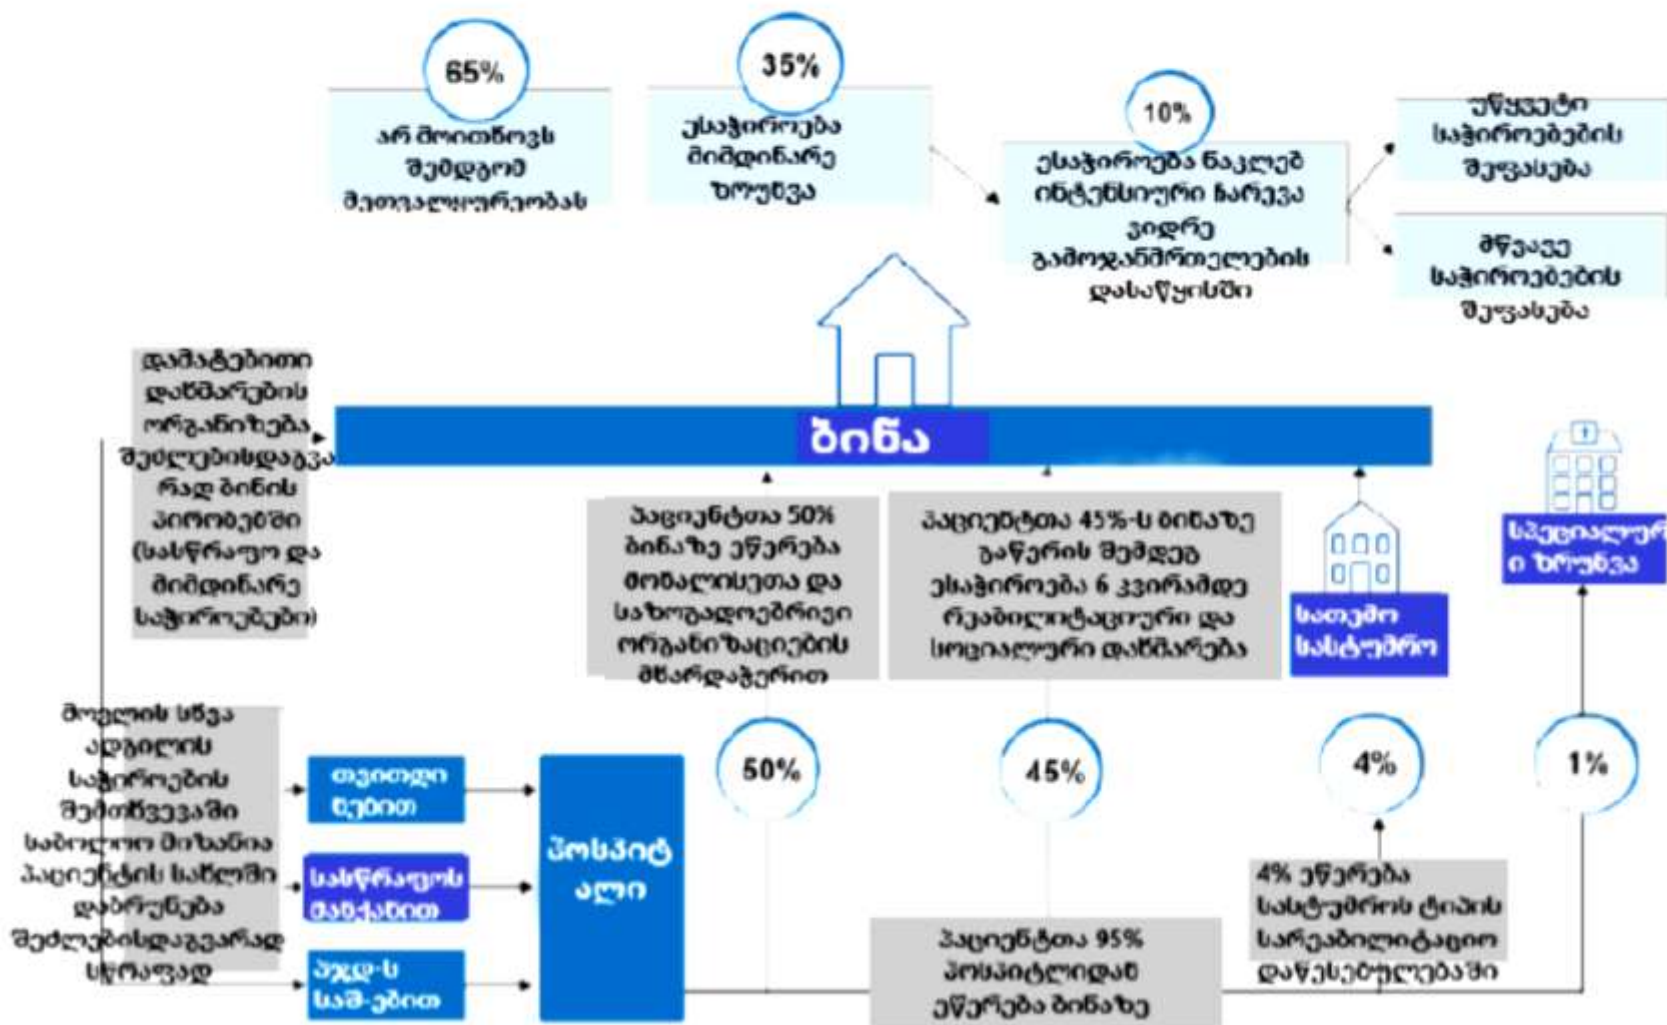 65%
არ მოითხოვს
შემდგომ
მეთვალყურეობას
35%
ესაჭიროება
მიმდინარე
ზრუნვა
10%
ესაჭიროება ნაკლებ
ინტენსიური ჩარევა
ვიდრე
გამოჯანმრთელების
დასაწყისში
უწყვეტი
საჭიროებების
შეფასება
მწვავე
საჭიროებების
შეფასება
დამატებითი
დახმარების
ორგანიზება
შეძლებისდაგვა
რად ბინის
პირობებში
(სასწრაფო და
მიმდინარე
საჭიროებები)
ბინა
პაციენტთა 50%
ბინაზე ეწერება
მოხალისეთა და
საზოგადოებრივი
ორგანიზაციების
მხარდაჭერით
პაციენტთა 45%-ს ბინაზე
გაწერის შემდეგ
ესაჭიროება 6 კვირამდე
რეაბილიტაციური და
სოციალური დახმარება
სათემო
სასტუმრო
სპეციალურ
ი ზრუნვა
მოვლის სხვა
ადგილის
საჭიროების
შემთხვევაში
საბოლოო მიზანია
პაციენტის სახლში
დაბრუნება
შეძლებისდაგვარად
სწრაფად
თვითდი
ნებით
სასწრაფოს
მანქანით
პჯდ-ს
საშ-ებით
ჰოსპიტ
ალი
50%
45%
4%
1%
პაციენტთა 95%
ჰოსპიტლიდან
ეწერება ბინაზე
4% ეწერება
სასტუმროს ტიპის
სარეაბილიტაციო
დაწესებულებაში